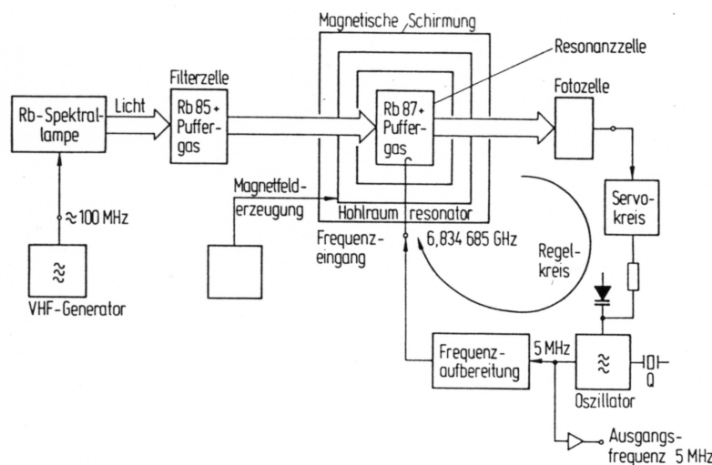 Magnetische Schirmung
Resonanzzelle
Filterzelle
Fotozelle
Rb-Spektral-
lampe
Licht
Rb 85 +
Puffer-
gas
Rb 87 +
Puffer-
gas
Magnetfeld-
erzeugung
Hohlraum resonator
Servo-
kreis
≈100 MHz
Frequenz-
eingang
6,834 685 GHz
Regel-
kreis
VHF-Generator
Frequenz-
aufbereitung
5 MHz
Q
Oszillator
Ausgangs-
frequenz 5 MHz